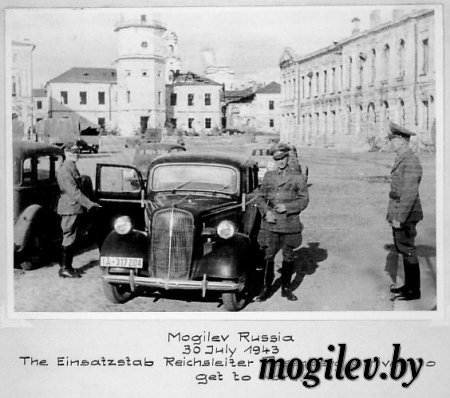 IA-317204
Mogilev Russia
30 July 1943
The Einsatzstab Reichsleiter
get to
mogilev.by